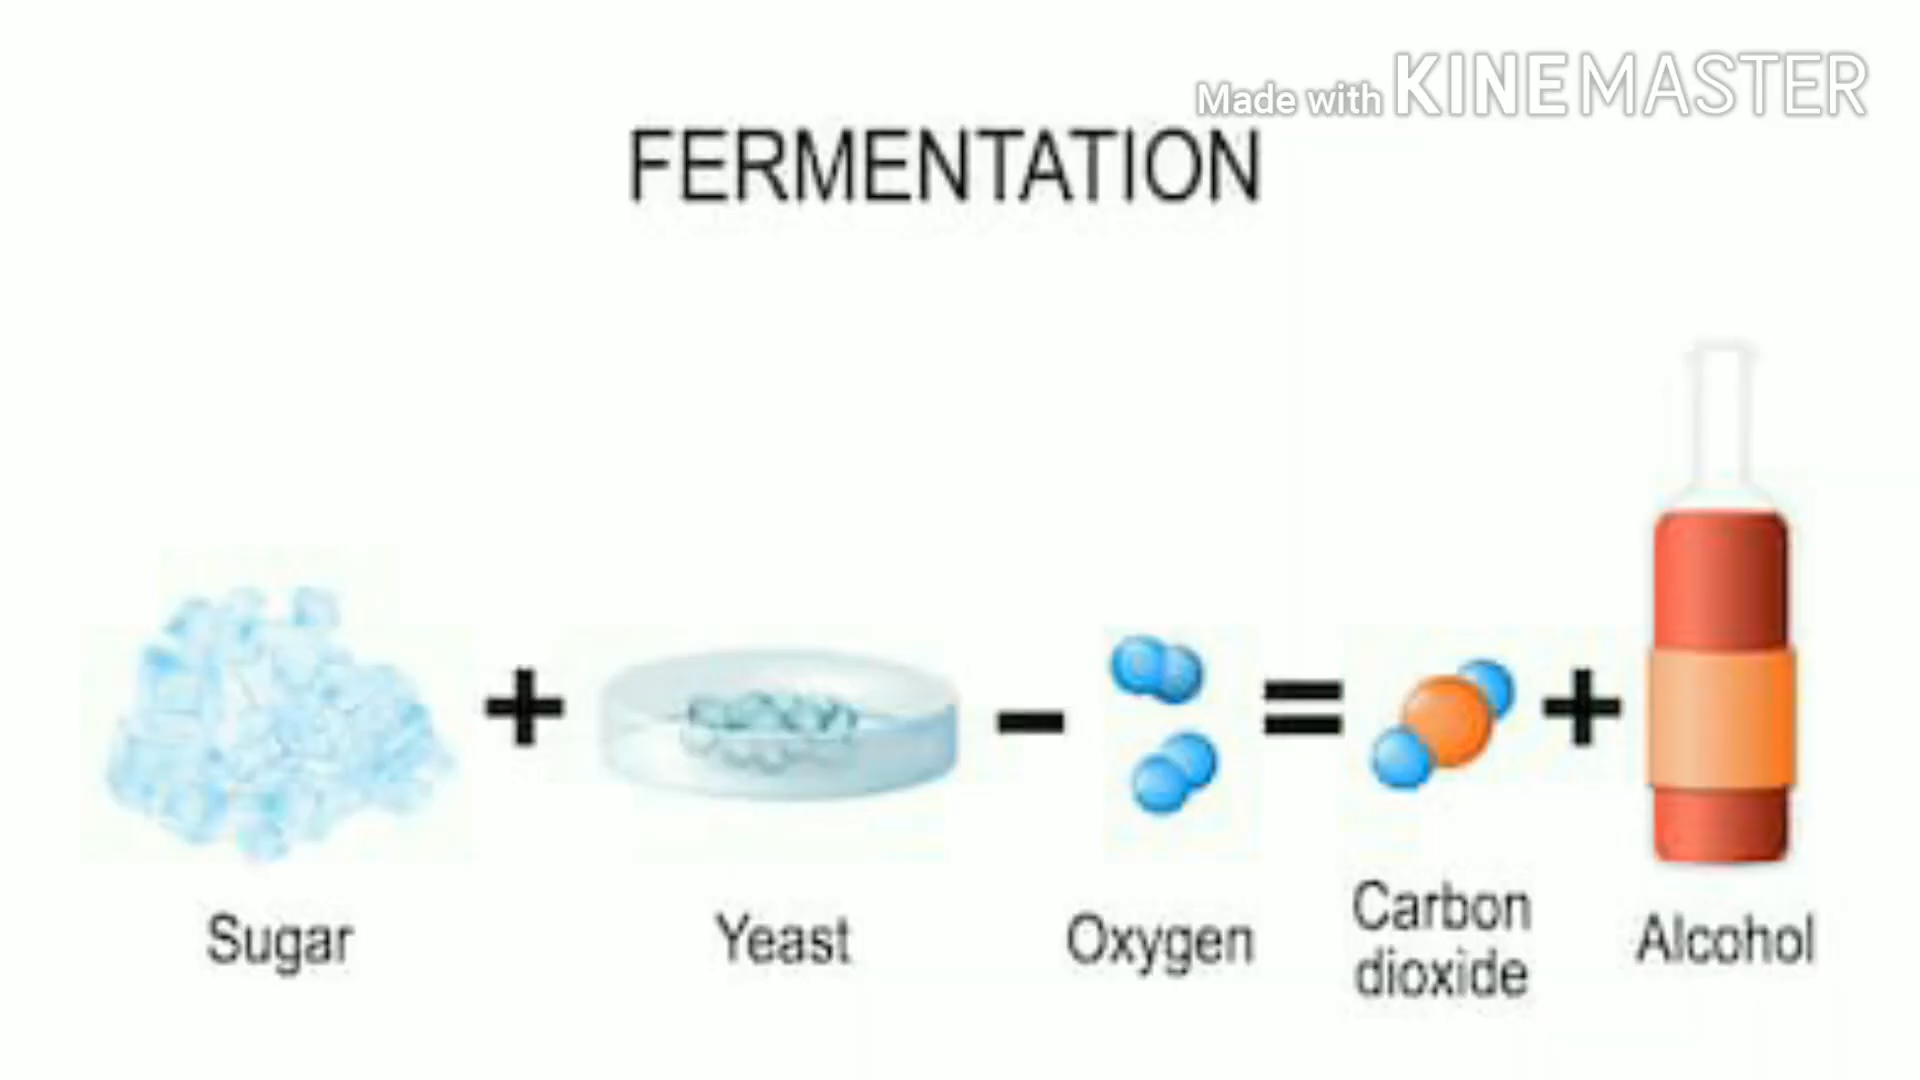 Made with KINEMASTER
FERMENTATION
+ - = +
Sugar
Yeast
Oxygen
Carbon
dioxide
Alcohol